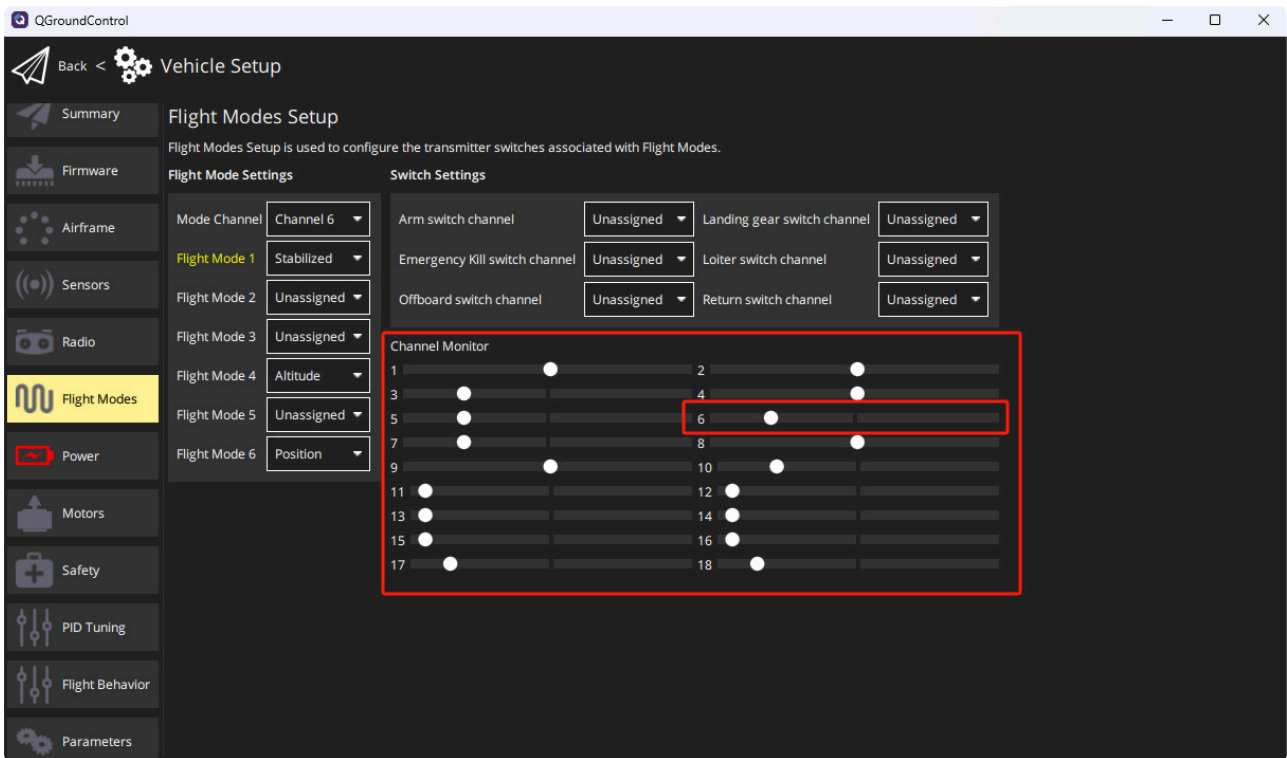 QGroundControl
Back < Vehicle Setup
Summary
Firmware
Airframe
Sensors
Radio
Flight Modes
Power
Motors
Safety
PID Tuning
Flight Behavior
Parameters
Flight Modes Setup
Flight Modes Setup is used to configure the transmitter switches associated with Flight Modes.
Flight Mode Settings
Mode Channel Channel 6
Flight Mode 1 Stabilized
Flight Mode 2 Unassigned
Flight Mode 3 Unassigned
Flight Mode 4 Altitude
Flight Mode 5 Unassigned
Flight Mode 6 Position
Switch Settings
Arm switch channel Unassigned Landing gear switch channel Unassigned
Emergency Kill switch channel Unassigned Loiter switch channel Unassigned
Offboard switch channel Unassigned Return switch channel Unassigned
Channel Monitor
1 2
3 4
5 6
7 8
9 10
11 12
13 14
15 16
17 18